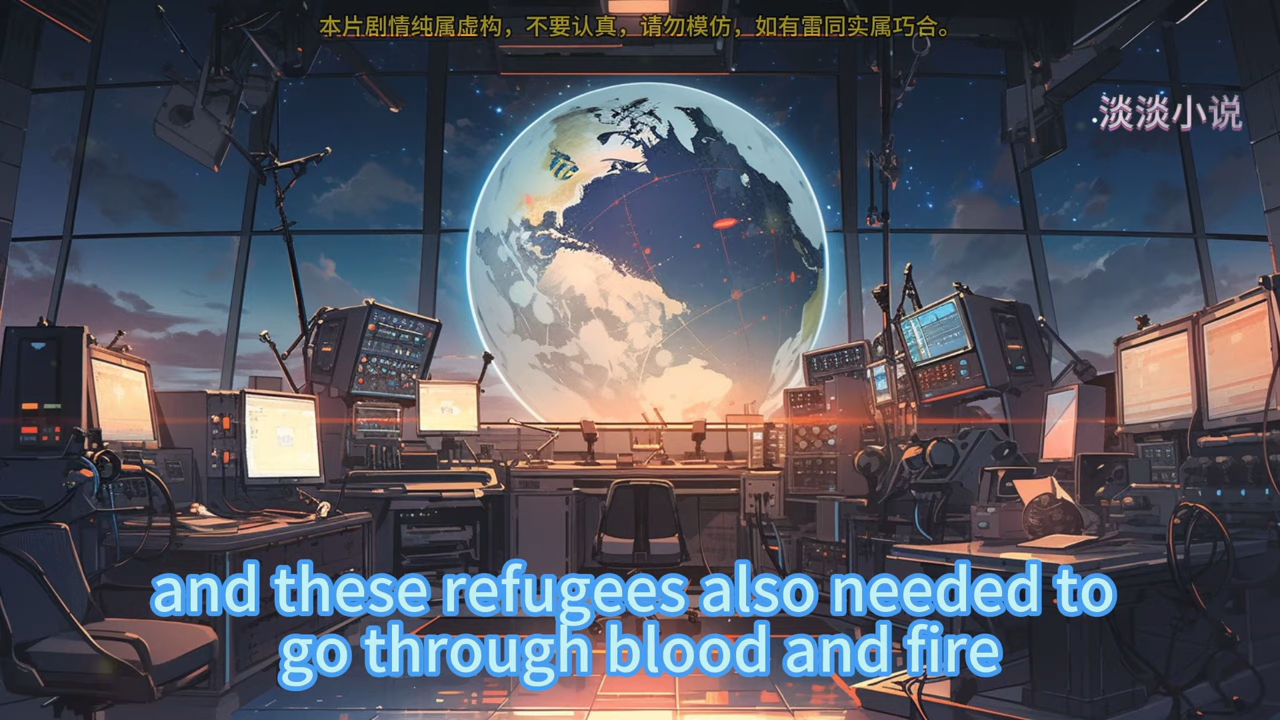 本片剧情纯属虚构，不要认真，请勿模仿，如有雷同实属巧合。
.淡淡小说
and these refugees also needed to
go through blood and fire